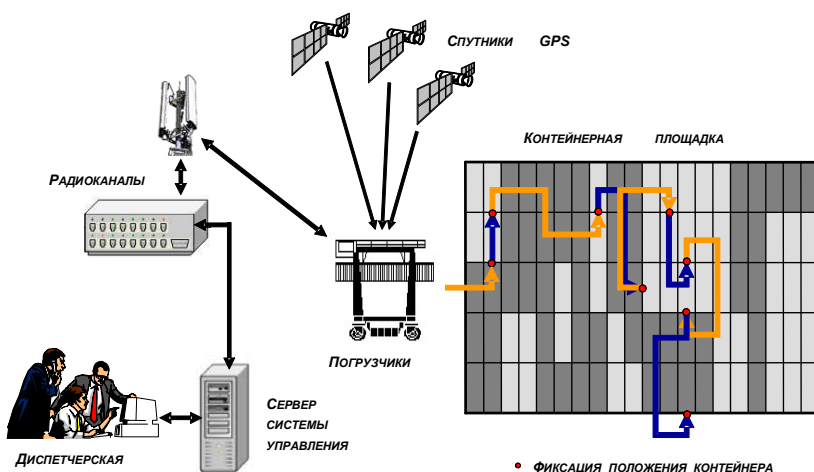 Спутники GPS
Контейнерная площадка
Радиоканалы
Погрузчики
Сервер
системы
управления
Диспетчерская
Фиксация положения контейнера